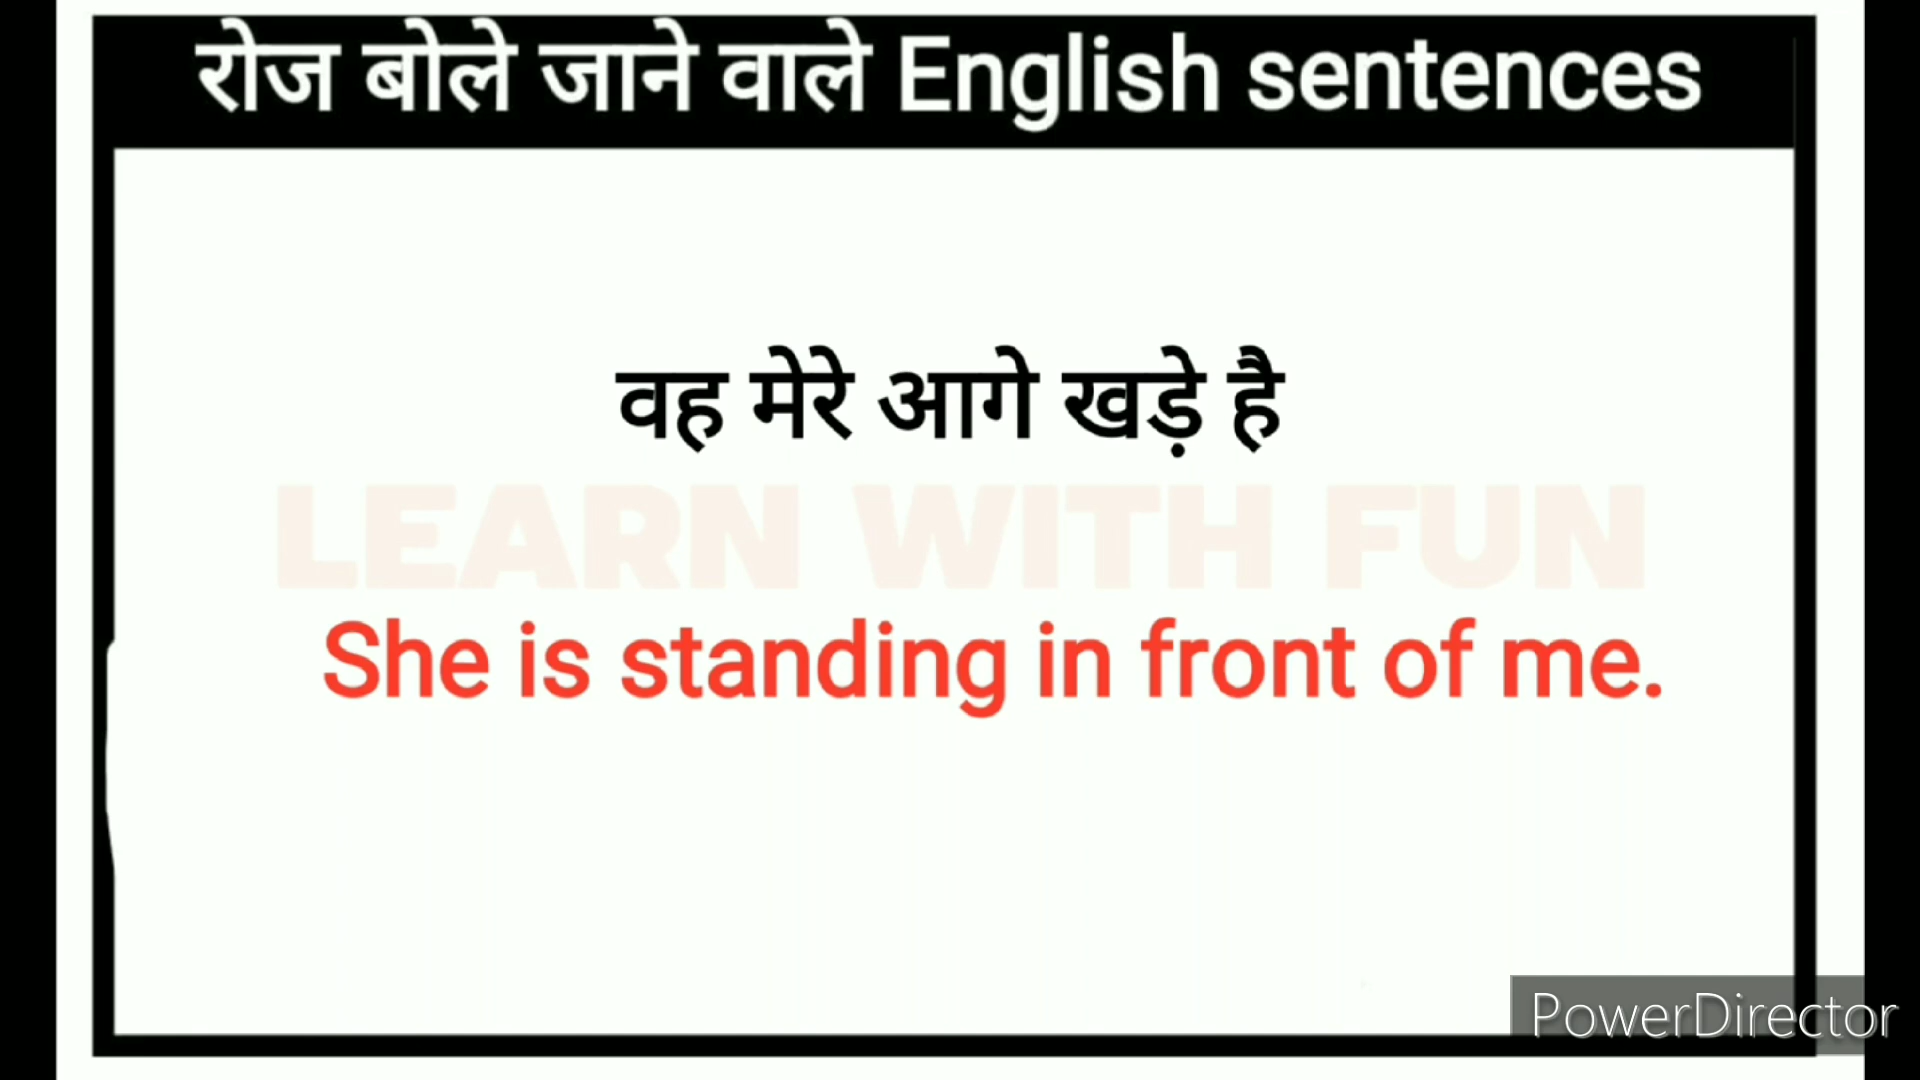 रोज बोले जाने वाले English sentences
वह मेरे आगे खड़े है
LEARN WITH FUN
She is standing in front of me.
PowerDirector